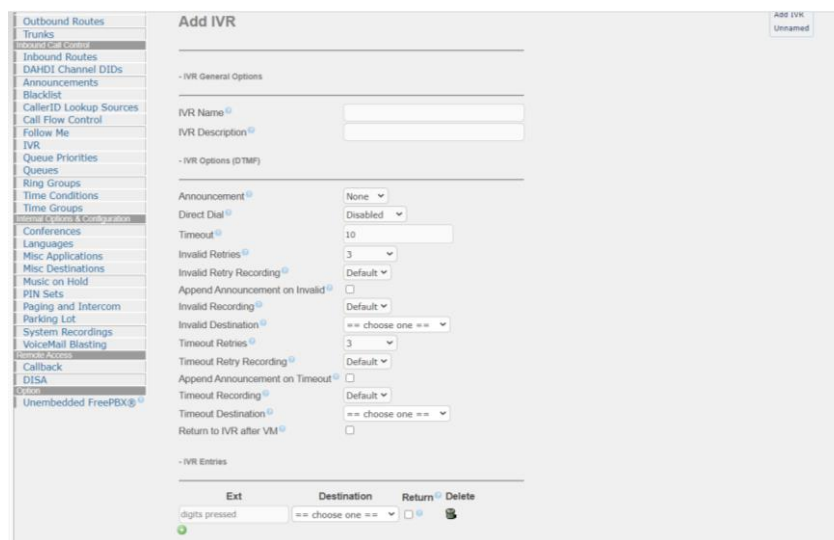 Outbound Routes
Trunks
Inbound Call Control
Inbound Routes
DAHDI Channel DIDs
Announcements
Blacklist
CallerID Lookup Sources
Call Flow Control
Follow Me
IVR
Queue Priorities
Queues
Ring Groups
Time Conditions
Time Groups
Internal Options & Configuration
Conferences
Languages
Misc Applications
Misc Destinations
Music on Hold
PIN Sets
Paging and Intercom
Parking Lot
System Recordings
VoiceMail Blasting
Remote Access
Callback
DISA
Option
Unembedded FreePBX®
Add IVR
- IVR General Options
IVR Name
IVR Description
- IVR Options (DTMF)
Announcement None
Direct Dial Disabled
Timeout 10
Invalid Retries 3
Invalid Retry Recording Default
Append Announcement on Invalid
Invalid Recording Default
Invalid Destination == choose one ==
Timeout Retries 3
Timeout Retry Recording Default
Append Announcement on Timeout
Timeout Recording Default
Timeout Destination == choose one ==
Return to IVR after VM
- IVR Entries
Ext Destination Return Delete
digits pressed == choose one ==
Add IVR
Unnamed